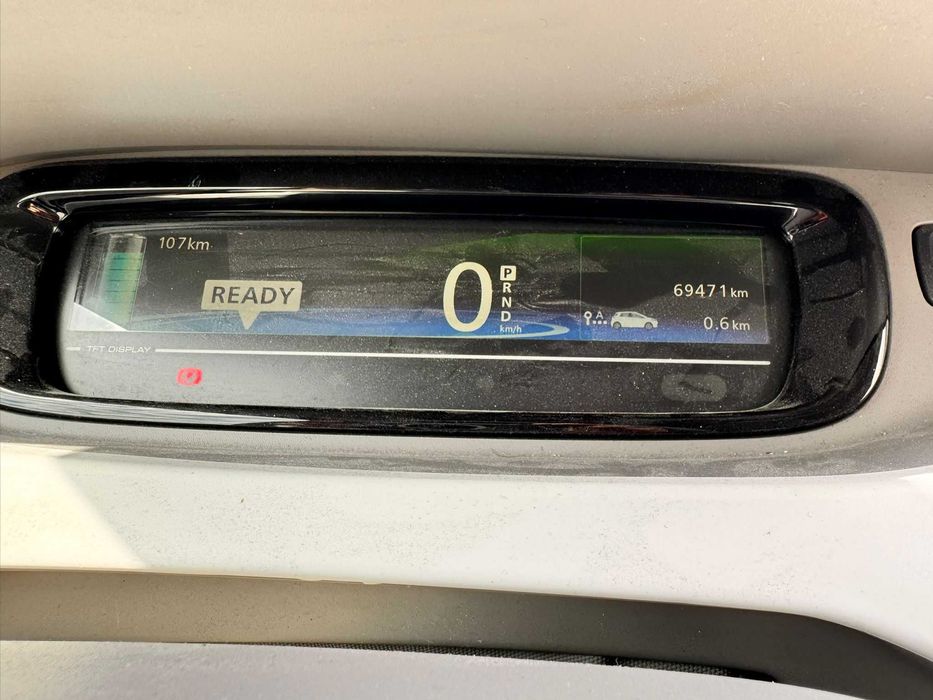 107km
READY
0
P
R
N
D
km/h
69471 km
A
0.6 km
TFT DISPLAY